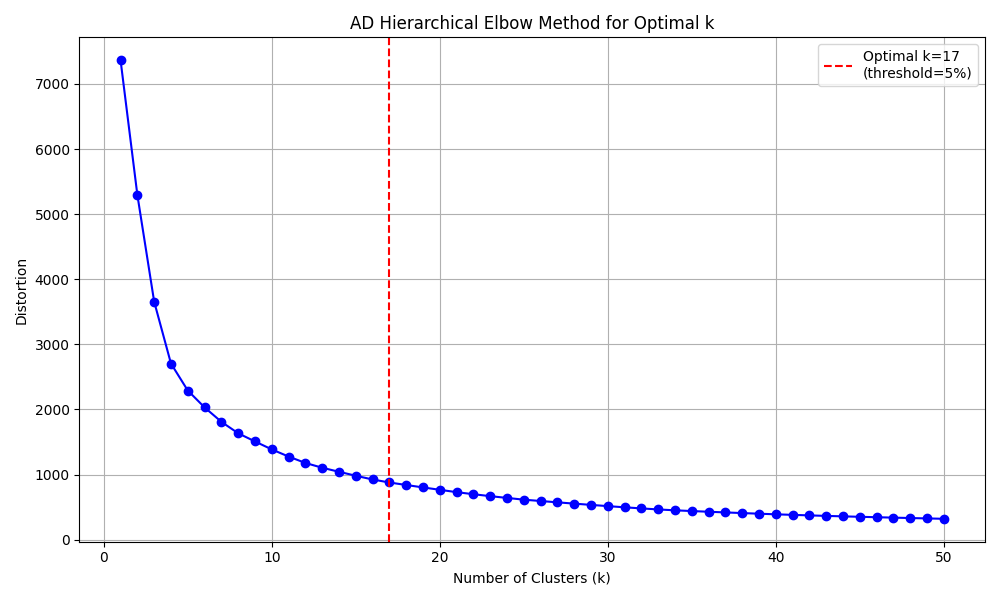 AD Hierarchical Elbow Method for Optimal k
Optimal k=17
(threshold=5%)
Distortion
7000
6000
5000
4000
3000
2000
1000
0
0 10 20 30 40 50
Number of Clusters (k)